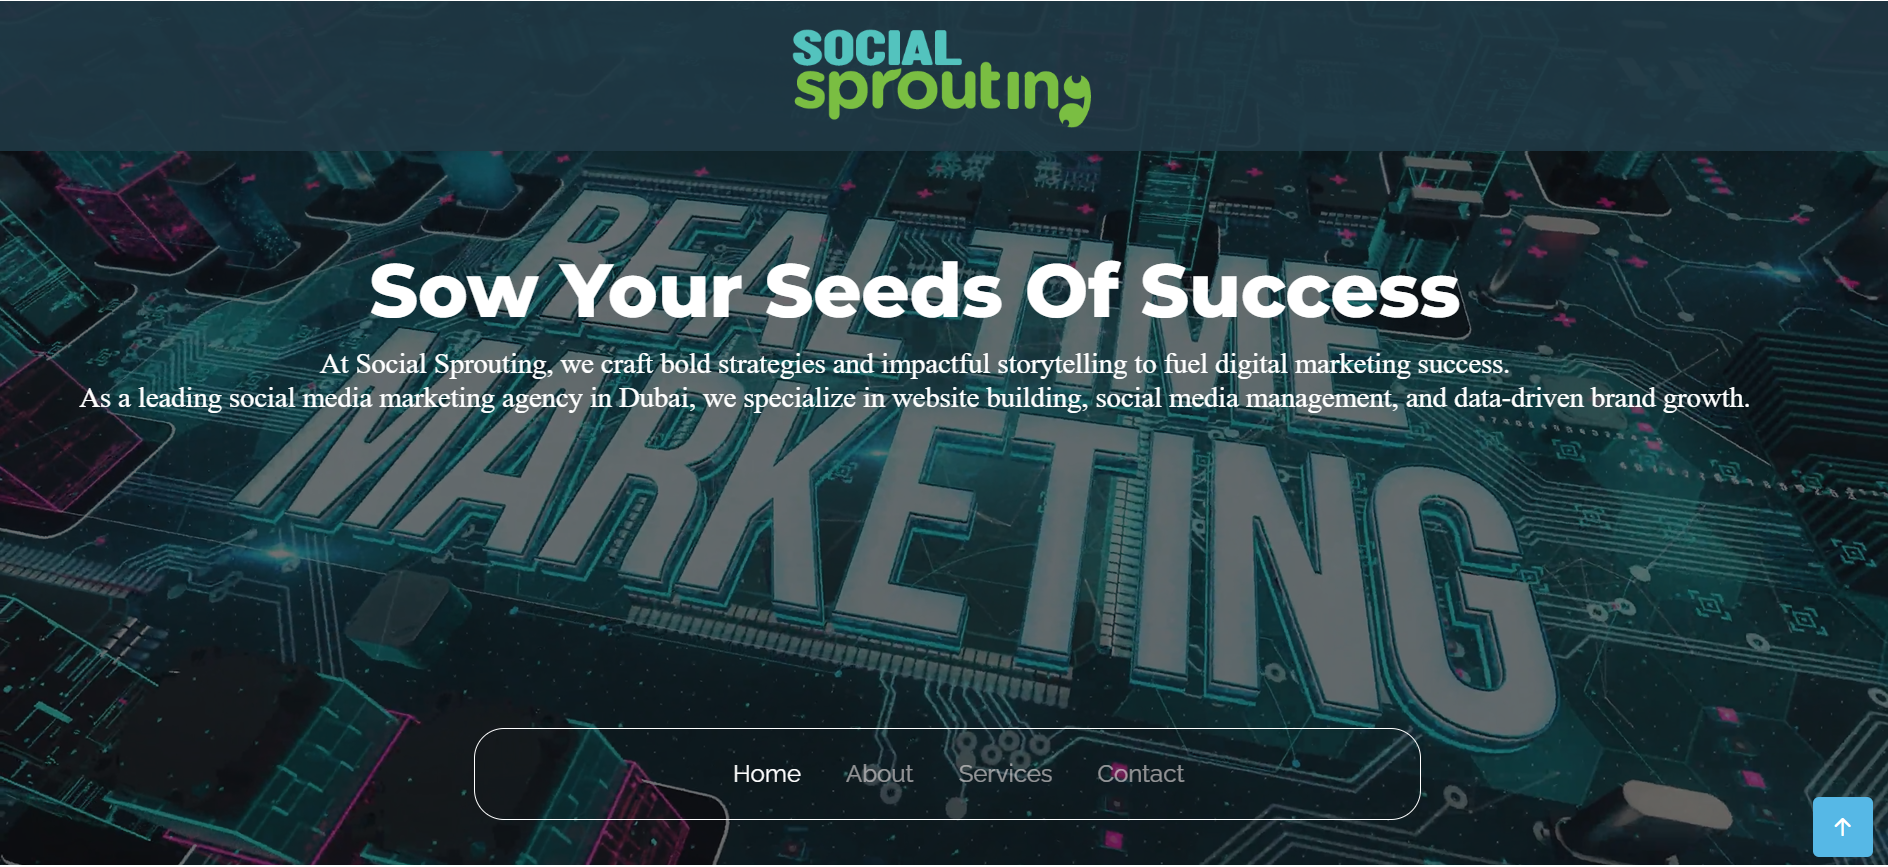 SOCIAL
sprouting
REAL TIME
Sow Your Seeds Of Success
At Social Sprouting, we craft bold strategies and impactful storytelling to fuel digital marketing success.
As a leading social media marketing agency in Dubai, we specialize in website building, social media management, and data-driven brand growth.
MARKETING
Home About Services Contact